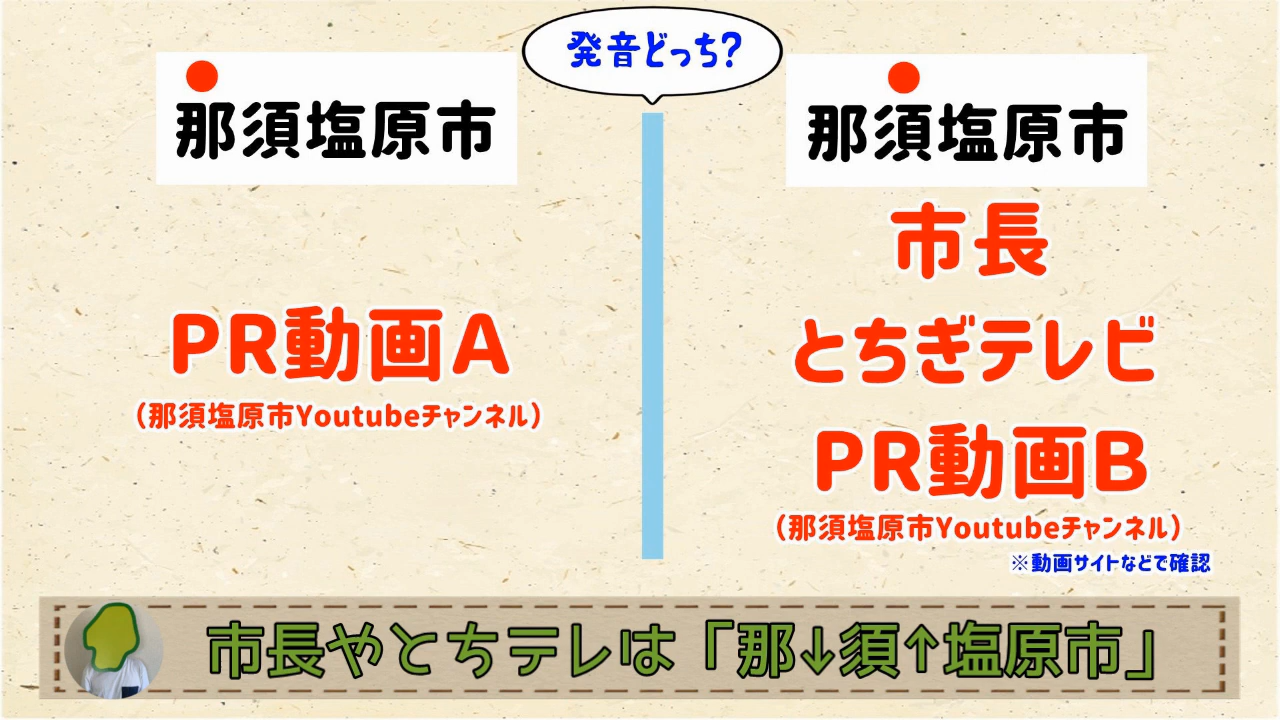 発音どっち?
那須塩原市
PR動画A
(那須塩原市Youtubeチャンネル)
那須塩原市
市長
とちぎテレビ
PR動画B
(那須塩原市Youtubeチャンネル)
※動画サイトなどで確認
市長やとちテレは「那↓須↑塩原市」